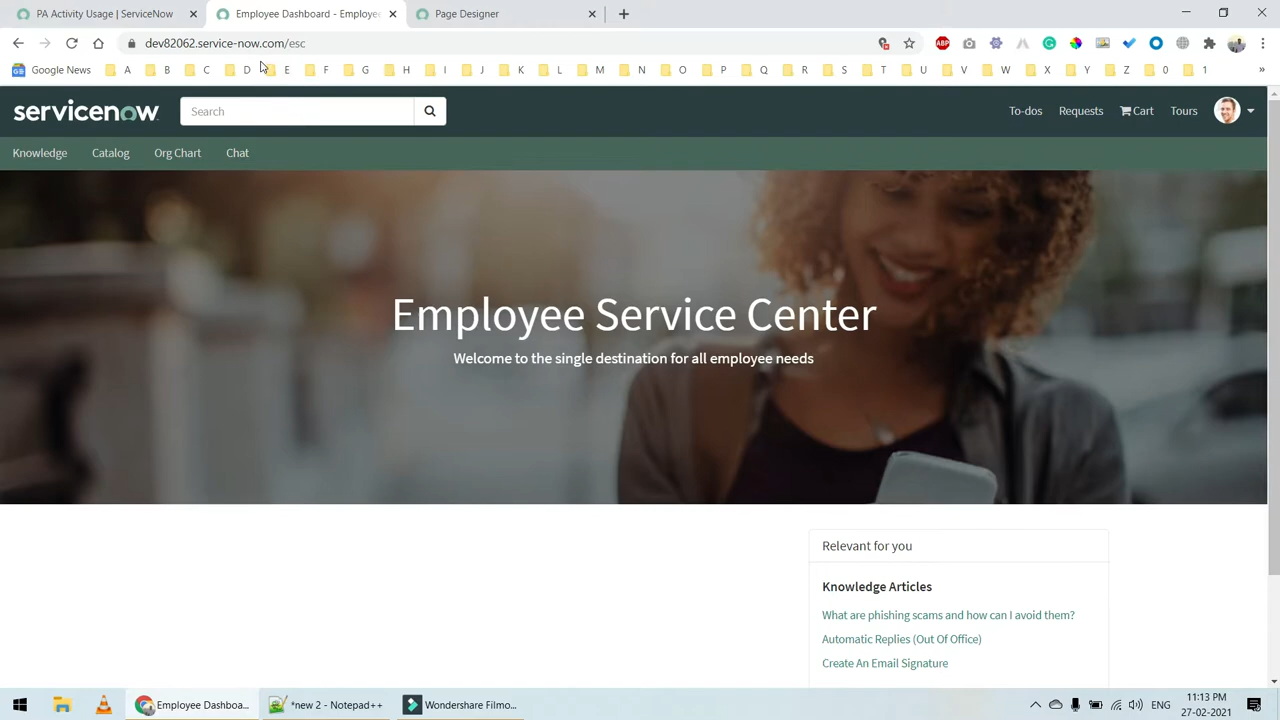 PA Activity Usage | ServiceNow
Employee Dashboard - Employee
Page Designer
dev82062.service-now.com/esc
ABP
Google News A B C D E F G H I J K L M N O P Q R S T U V W X Y Z 0 1 »
servicenow
Search
To-dos Requests Cart Tours
Knowledge Catalog Org Chart Chat
Employee Service Center
Welcome to the single destination for all employee needs
Relevant for you
Knowledge Articles
What are phishing scams and how can I avoid them?
Automatic Replies (Out Of Office)
Create An Email Signature
Employee Dashboa...
*new 2 - Notepad++
Wondershare Filmo...
ENG
11:13 PM
27-02-2021